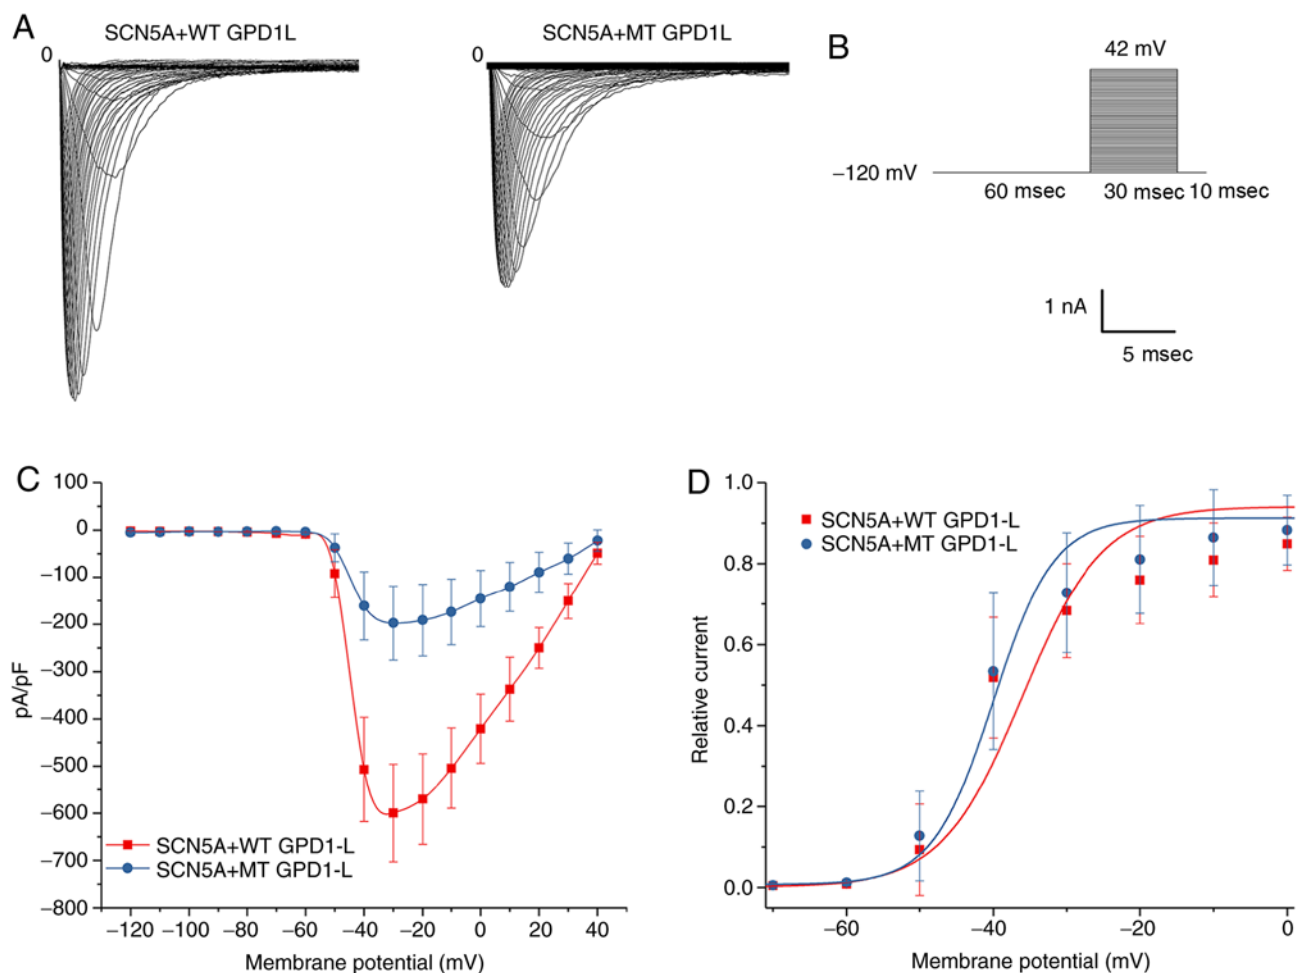 A
SCN5A+WT GPD1L
0
SCN5A+MT GPD1L
0
B
42 mV
−120 mV
60 msec
30 msec
10 msec
1 nA
5 msec
C
100
0
−100
−200
−300
−400
−500
−600
−700
−800
pA/pF
SCN5A+WT GPD1-L
SCN5A+MT GPD1-L
−120 −100 −80 −60 −40 −20 0 20 40
Membrane potential (mV)
D
1.0
0.8
0.6
0.4
0.2
0.0
Relative current
SCN5A+WT GPD1-L
SCN5A+MT GPD1-L
−60 −40 −20 0
Membrane potential (mV)